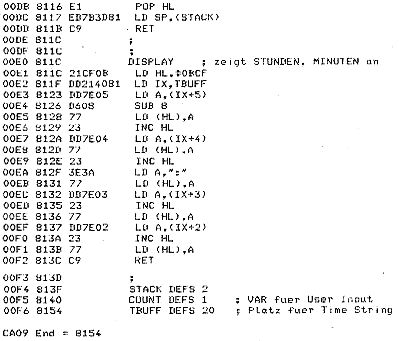 00DB 8116 E1 POP HL
00DC 8117 ED7B3D81 LD SP,(STACK)
00DD 811B C9 RET
00DE 811C ;
00DF 811C ;
00E0 811C DISPLAY ; zeigt STUNDEN, MINUTEN an
00E1 811C 21CF0B LD HL,$0BCF
00E2 811F DD214081 LD IX,TBUFF
00E3 8123 DD7E05 LD A,(IX+5)
00E4 8126 D608 SUB 8
00E5 8128 77 LD (HL),A
00E6 8129 23 INC HL
00E7 812A DD7E04 LD A,(IX+4)
00E8 812D 77 LD (HL),A
00E9 812E 23 INC HL
00EA 812F 3E3A LD A,":"
00EB 8131 77 LD (HL),A
00EC 8132 DD7E03 LD A,(IX+3)
00ED 8135 23 INC HL
00EE 8136 77 LD (HL),A
00EF 8137 DD7E02 LD A,(IX+2)
00F0 813A 23 INC HL
00F1 813B 77 LD (HL),A
00F2 813C C9 RET
00F3 813D ;
00F4 813F STACK DEFS 2
00F5 8140 COUNT DEFS 1 ; VAR fuer User Input
00F6 8154 TBUFF DEFS 20 ; Platz fuer Time String
CA09 End = 8154